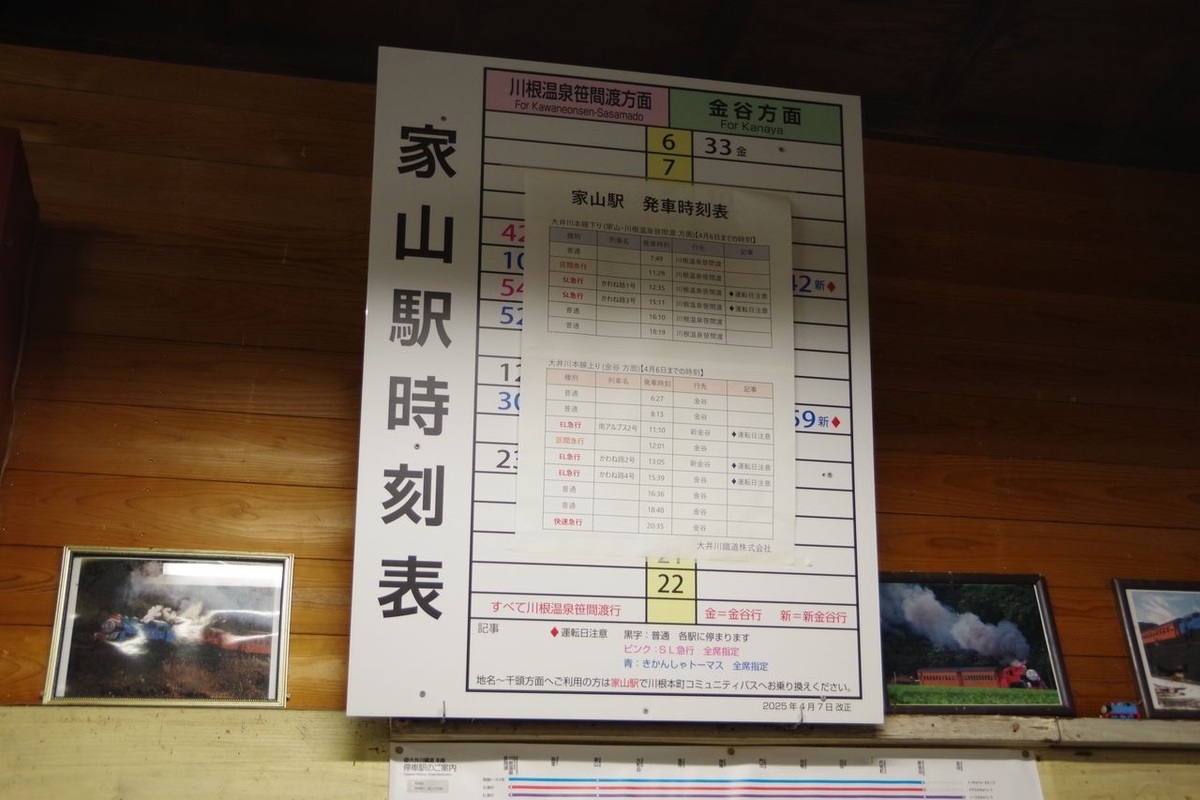 家山駅時刻表
川根温泉笹間渡方面
For Kawaneonsen-Sasamado
金谷方面
For Kanaya
6 33金
7
42
10
54
42新♦
52
12
30
59新♦
23
22
家山駅 発車時刻表
大井川本線下り(家山・川根温泉笹間渡 方面)【4月6日までの時刻】
種別 列車名 発車時刻 行先 記事
普通 7:49 川根温泉笹間渡
区間急行 11:29 川根温泉笹間渡
SL急行 かわね路1号 12:35 川根温泉笹間渡 ♦運転日注意
SL急行 かわね路3号 15:11 川根温泉笹間渡 ♦運転日注意
普通 16:10 川根温泉笹間渡
普通 18:19 川根温泉笹間渡
大井川本線上り(金谷 方面)【4月6日までの時刻】
種別 列車名 発車時刻 行先 記事
普通 6:27 金谷
普通 8:13 金谷
EL急行 南アルプス2号 11:10 新金谷 ♦運転日注意
区間急行 12:01 金谷
EL急行 かわね路2号 13:05 新金谷 ♦運転日注意
EL急行 かわね路4号 15:39 金谷 ♦運転日注意
普通 16:36 金谷
普通 18:48 金谷
快速急行 20:35 金谷
大井川鐵道株式会社
すべて川根温泉笹間渡行
金=金谷行 新=新金谷行
記事
♦運転日注意
黒字:普通 各駅に停まります
ピンク:SL急行 全席指定
青:きかんしゃトーマス 全席指定
地名~千頭方面へご利用の方は家山駅で川根本町コミュニティバスへお乗り換えください。
2025年4月7日 改正
停車駅のご案内